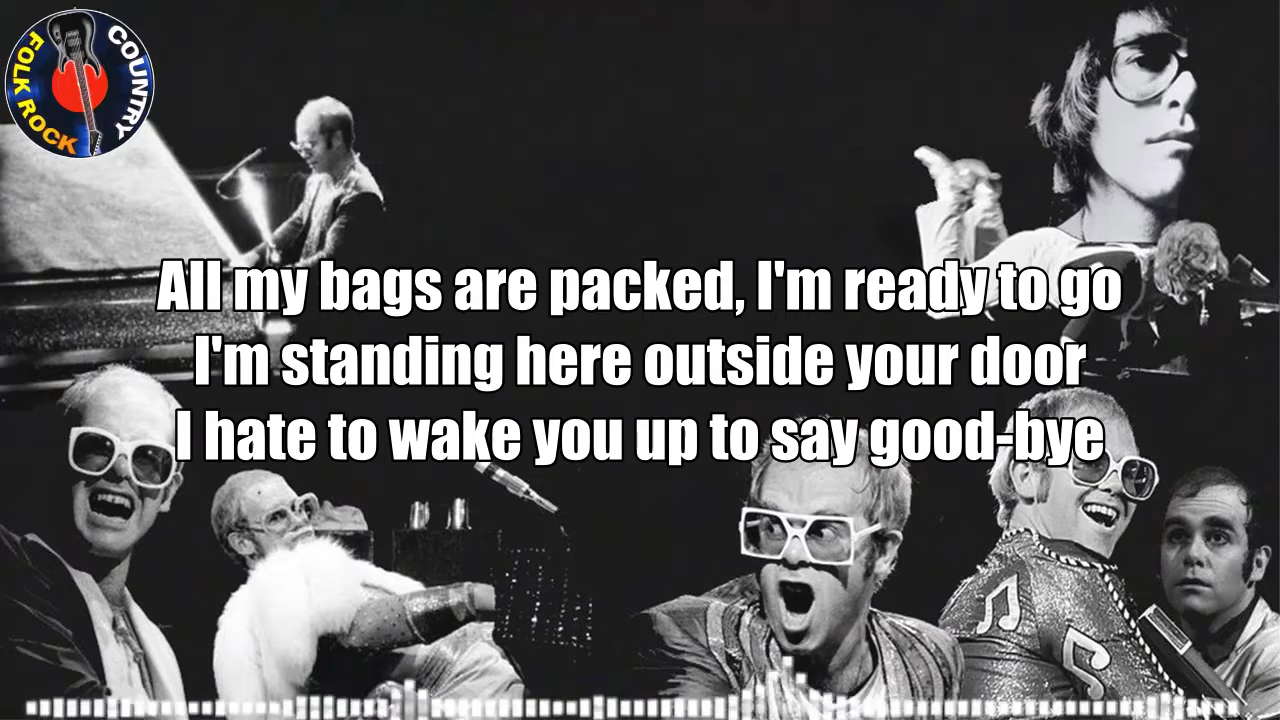 FOLK ROCK
COUNTRY
All my bags are packed, I'm ready to go
I'm standing here outside your door
I hate to wake you up to say good-bye